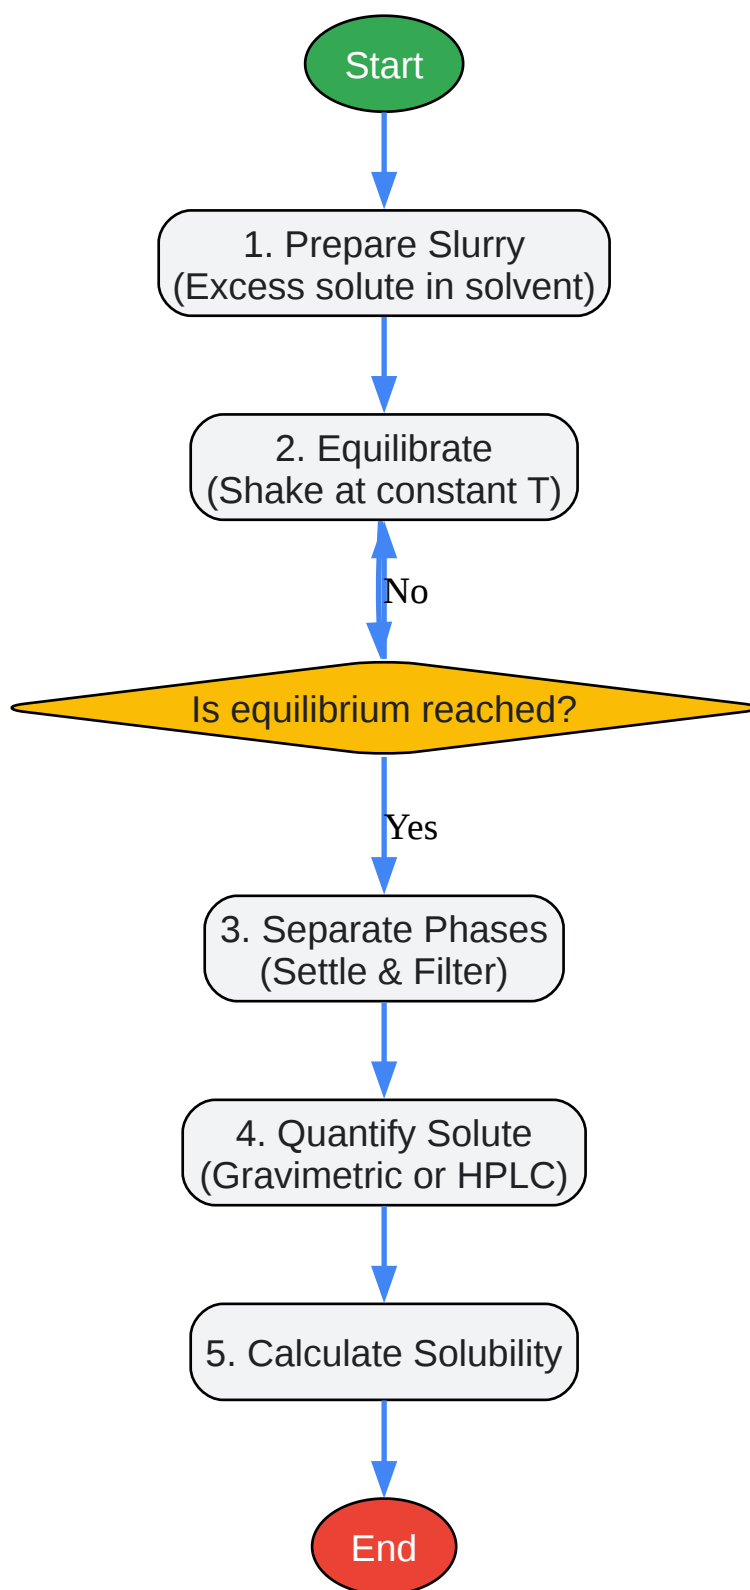 Start
1. Prepare Slurry
(Excess solute in solvent)
2. Equilibrate
(Shake at constant T)
No
Is equilibrium reached?
Yes
3. Separate Phases
(Settle & Filter)
4. Quantify Solute
(Gravimetric or HPLC)
5. Calculate Solubility
End